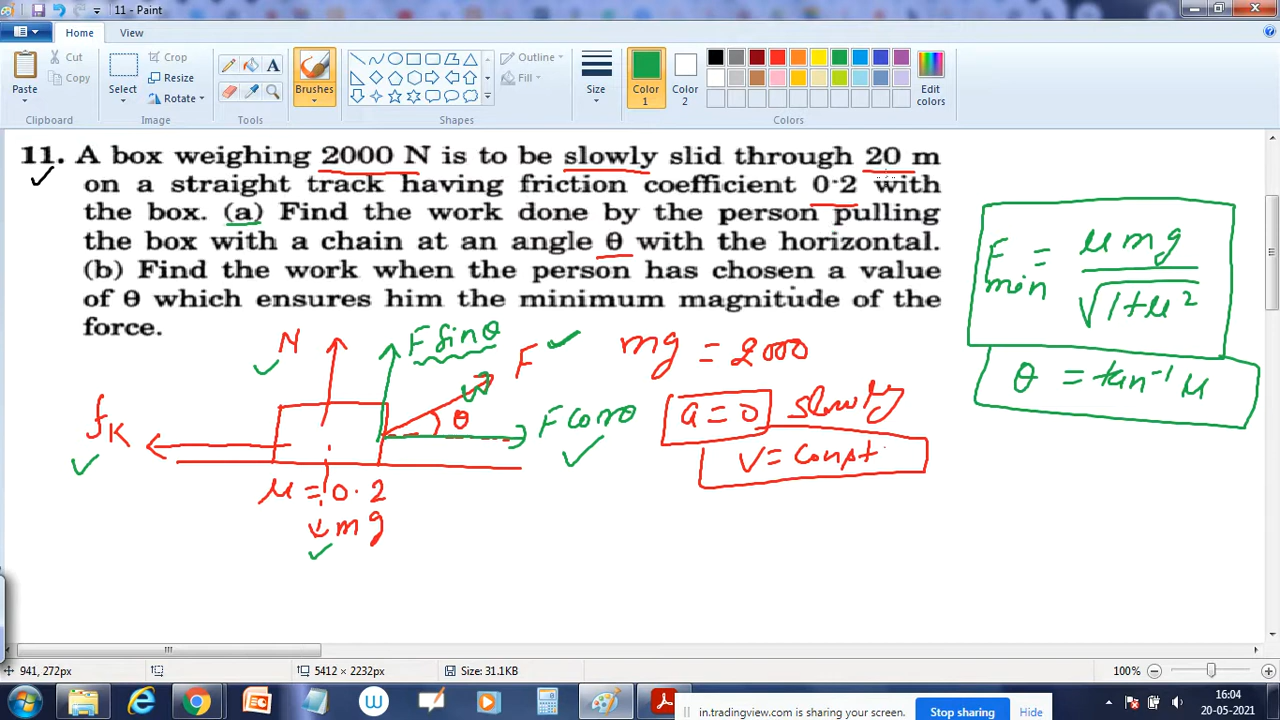 11 - Paint
Home View
Paste
Cut
Copy
Clipboard
Select
Crop
Resize
Rotate
Image
Tools
Brushes
Outline
Fill
Shapes
Size
Color 1
Color 2
Edit colors
Colors
11. A box weighing 2000 N is to be slowly slid through 20 m
on a straight track having friction coefficient 0·2 with
the box. (a) Find the work done by the person pulling
the box with a chain at an angle θ with the horizontal.
(b) Find the work when the person has chosen a value
of θ which ensures him the minimum magnitude of the
force.
F min = μmg / √1+μ²
θ = tan⁻¹ μ
N
F sinθ
F
mg = 2000
fK
θ
F cosθ
a = 0 slowly
v = const
μ = 0.2
mg
941, 272px
5412 × 2232px
Size: 31.1KB
100%
in.tradingview.com is sharing your screen. Stop sharing Hide
16:04
20-05-2021